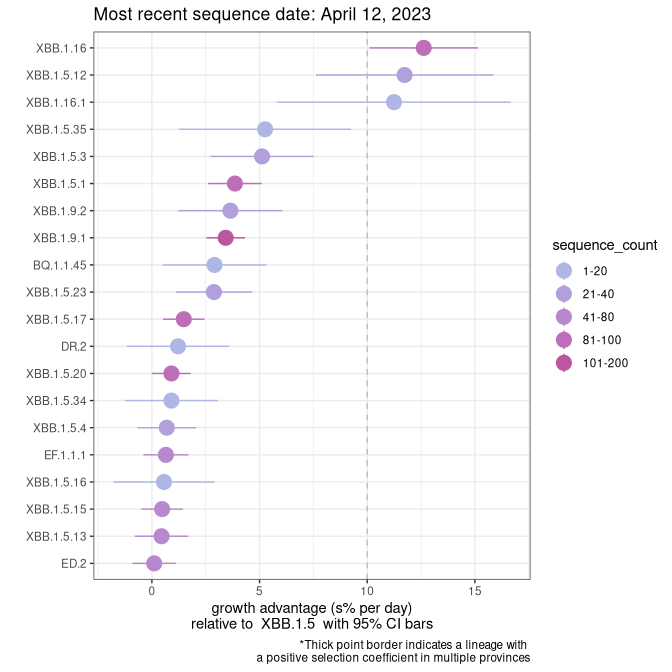 Most recent sequence date: April 12, 2023
XBB.1.16
XBB.1.5.12
XBB.1.16.1
XBB.1.5.35
XBB.1.5.3
XBB.1.5.1
XBB.1.9.2
XBB.1.9.1
BQ.1.1.45
XBB.1.5.23
XBB.1.5.17
DR.2
XBB.1.5.20
XBB.1.5.34
XBB.1.5.4
EF.1.1.1
XBB.1.5.16
XBB.1.5.15
XBB.1.5.13
ED.2
0 5 10 15
growth advantage (s% per day)
relative to XBB.1.5 with 95% CI bars
*Thick point border indicates a lineage with
a positive selection coefficient in multiple provinces
sequence_count
1-20
21-40
41-80
81-100
101-200